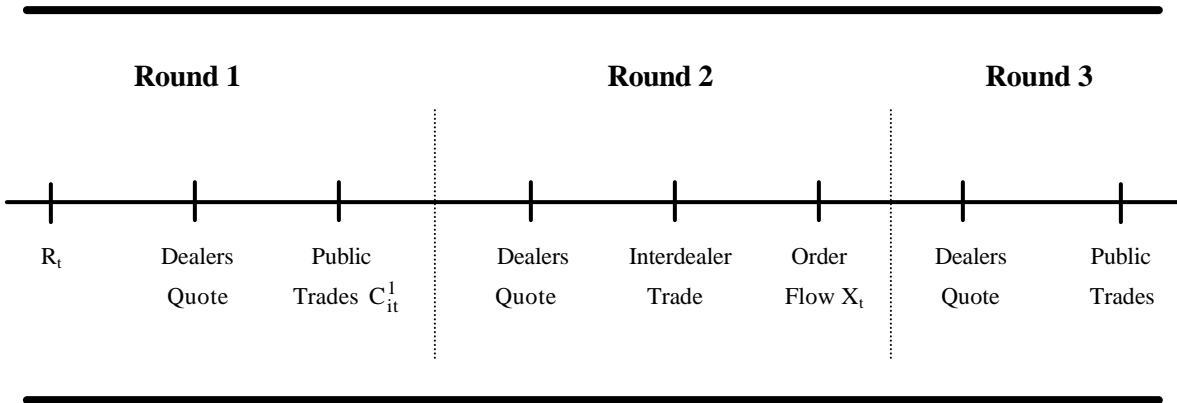 Round 1 Round 2 Round 3
R_t Dealers Public Dealers Interdealer Order Dealers Public
Quote Trades C_it^1 Quote Trade Flow X_t Quote Trades